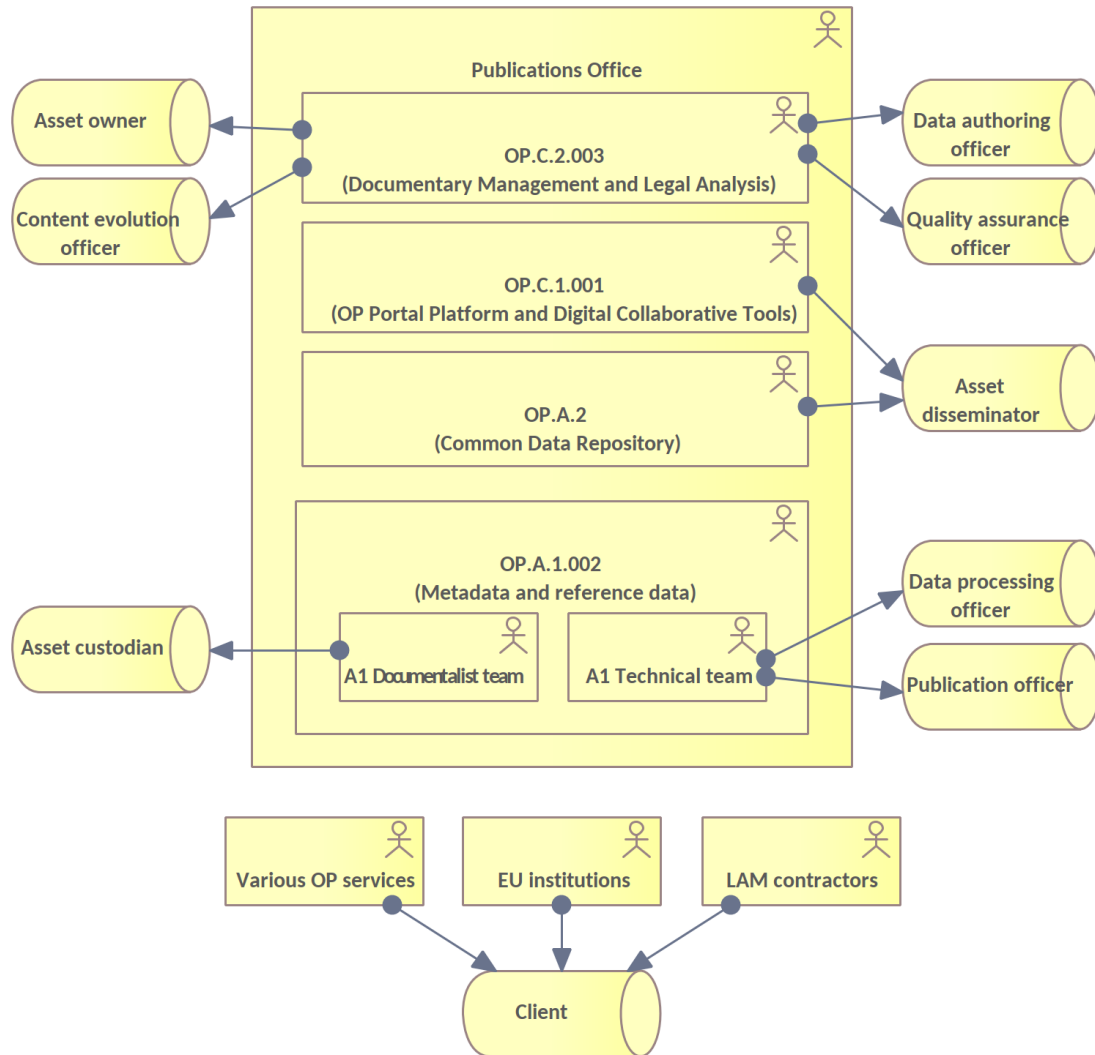 Publications Office
Asset owner
Content evolution
officer
OP.C.2.003
(Documentary Management and Legal Analysis)
Data authoring
officer
Quality assurance
officer
OP.C.1.001
(OP Portal Platform and Digital Collaborative Tools)
OP.A.2
(Common Data Repository)
Asset
disseminator
OP.A.1.002
(Metadata and reference data)
Asset custodian
A1 Documentalist team
A1 Technical team
Data processing
officer
Publication officer
Various OP services
EU institutions
LAM contractors
Client